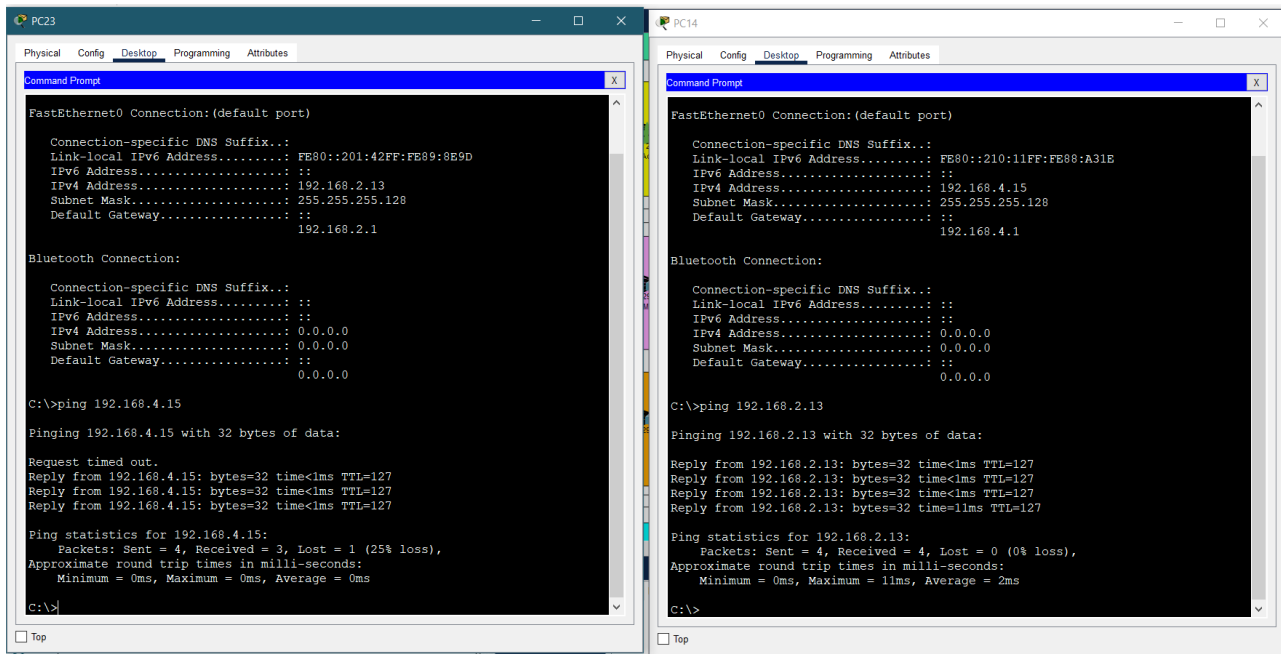 PC23
Physical Config Desktop Programming Attributes
Command Prompt X
FastEthernet0 Connection:(default port)
Connection-specific DNS Suffix..:
Link-local IPv6 Address.........: FE80::201:42FF:FE89:8E9D
IPv6 Address....................: ::
IPv4 Address....................: 192.168.2.13
Subnet Mask.....................: 255.255.255.128
Default Gateway.................: ::
192.168.2.1
Bluetooth Connection:
Connection-specific DNS Suffix..:
Link-local IPv6 Address.........: ::
IPv6 Address....................: ::
IPv4 Address....................: 0.0.0.0
Subnet Mask.....................: 0.0.0.0
Default Gateway.................: ::
0.0.0.0
C:\>ping 192.168.4.15
Pinging 192.168.4.15 with 32 bytes of data:
Request timed out.
Reply from 192.168.4.15: bytes=32 time<1ms TTL=127
Reply from 192.168.4.15: bytes=32 time<1ms TTL=127
Reply from 192.168.4.15: bytes=32 time<1ms TTL=127
Ping statistics for 192.168.4.15:
Packets: Sent = 4, Received = 3, Lost = 1 (25% loss),
Approximate round trip times in milli-seconds:
Minimum = 0ms, Maximum = 0ms, Average = 0ms
C:\>
Top
PC14
Physical Config Desktop Programming Attributes
Command Prompt X
FastEthernet0 Connection:(default port)
Connection-specific DNS Suffix..:
Link-local IPv6 Address.........: FE80::210:11FF:FE88:A31E
IPv6 Address....................: ::
IPv4 Address....................: 192.168.4.15
Subnet Mask.....................: 255.255.255.128
Default Gateway.................: ::
192.168.4.1
Bluetooth Connection:
Connection-specific DNS Suffix..:
Link-local IPv6 Address.........: ::
IPv6 Address....................: ::
IPv4 Address....................: 0.0.0.0
Subnet Mask.....................: 0.0.0.0
Default Gateway.................: ::
0.0.0.0
C:\>ping 192.168.2.13
Pinging 192.168.2.13 with 32 bytes of data:
Reply from 192.168.2.13: bytes=32 time<1ms TTL=127
Reply from 192.168.2.13: bytes=32 time<1ms TTL=127
Reply from 192.168.2.13: bytes=32 time<1ms TTL=127
Reply from 192.168.2.13: bytes=32 time=11ms TTL=127
Ping statistics for 192.168.2.13:
Packets: Sent = 4, Received = 4, Lost = 0 (0% loss),
Approximate round trip times in milli-seconds:
Minimum = 0ms, Maximum = 11ms, Average = 2ms
C:\>
Top